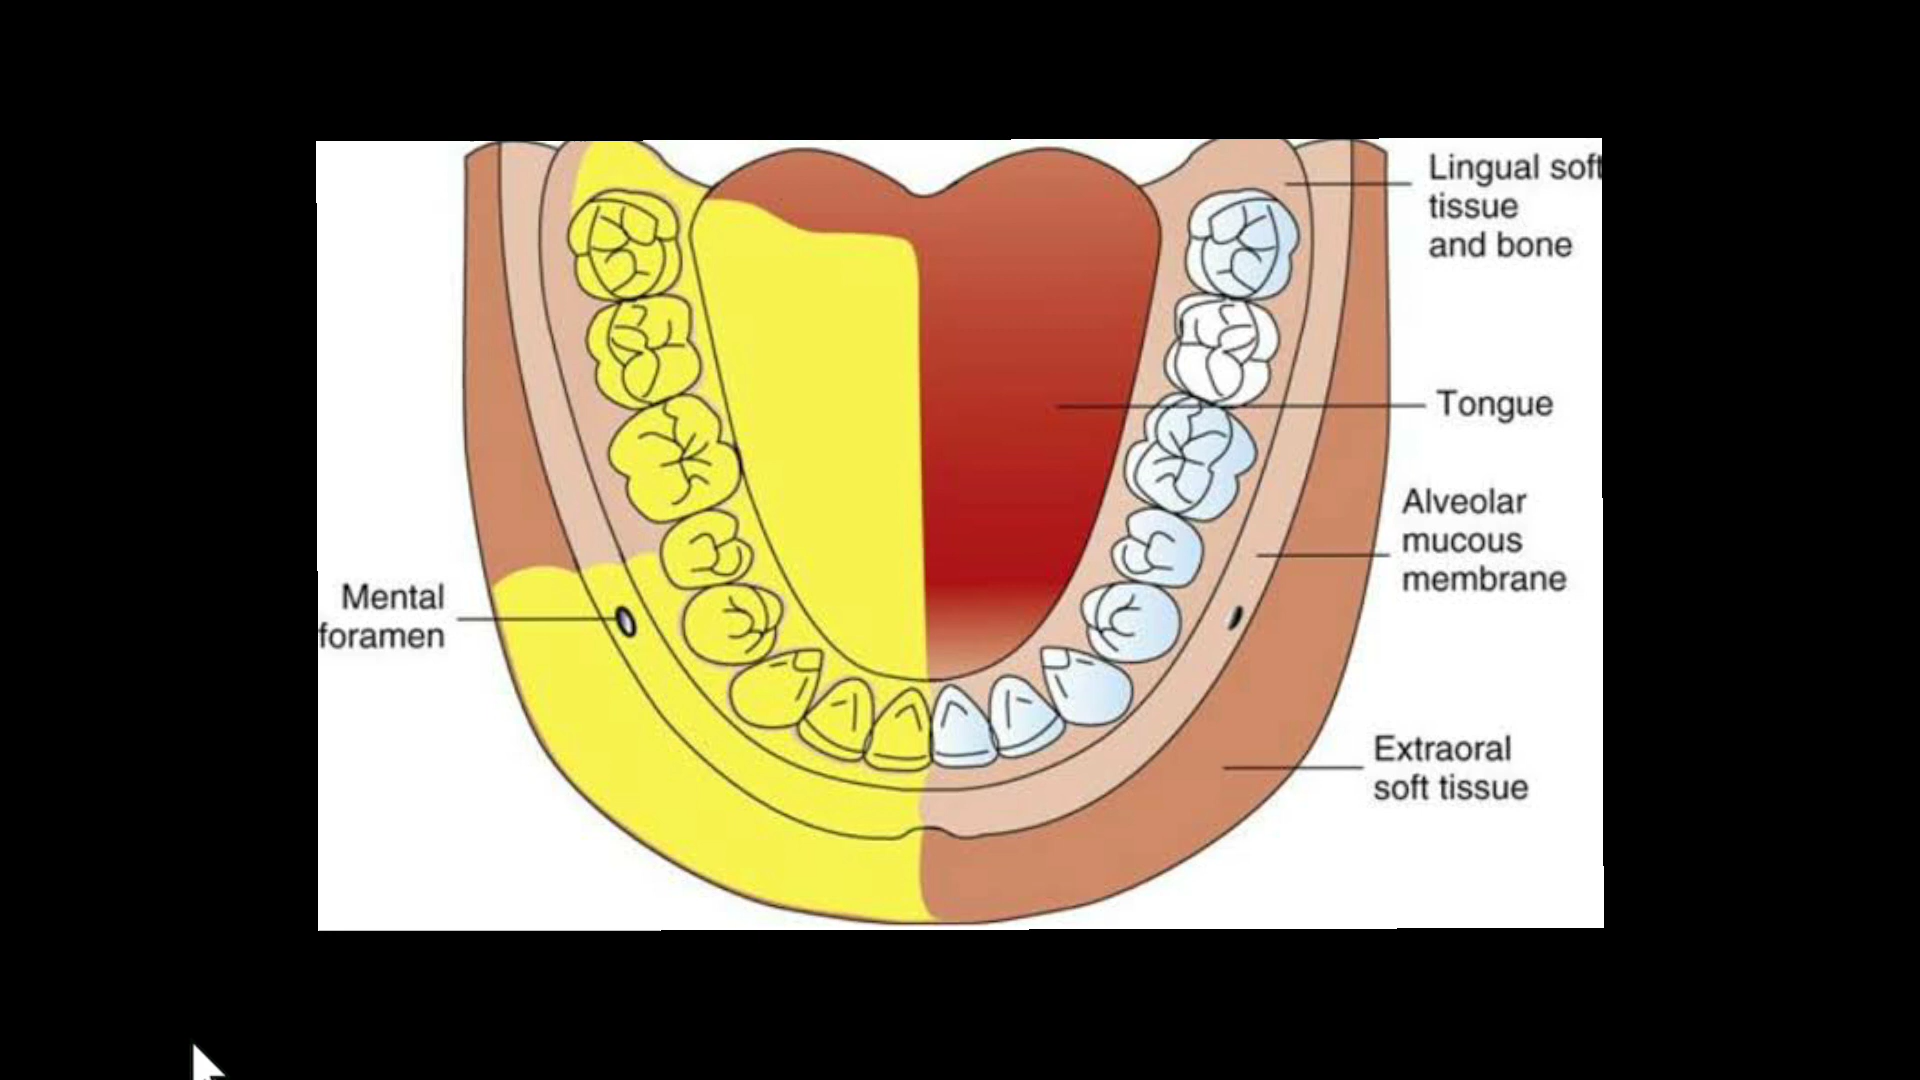 Lingual soft
tissue
and bone
Tongue
Alveolar
mucous
membrane
Mental
foramen
Extraoral
soft tissue